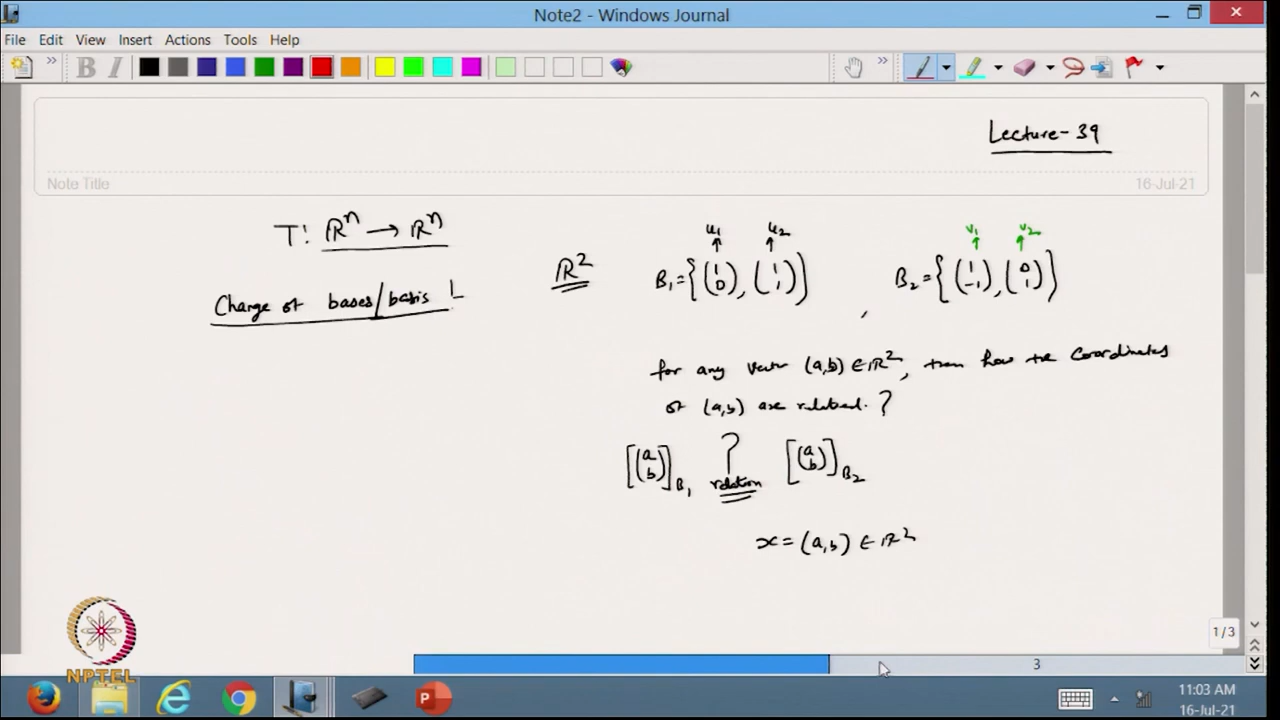 Note2 - Windows Journal
File Edit View Insert Actions Tools Help
Lecture-39
Note Title
16-Jul-21
T: ℝⁿ → ℝⁿ
Change of bases/basis
ℝ² B₁ = {(1 0), (1 1)} , B₂ = {(1 -1), (0 1)}
u₁ u₂ v₁ v₂
for any vector (a,b) ∈ ℝ², then how the coordinates
of (a,b) are related.?
[(a b)]B₁ ? relation [(a b)]B₂
x = (a,b) ∈ ℝ²
1/3
3
NPTEL
11:03 AM
16-Jul-21